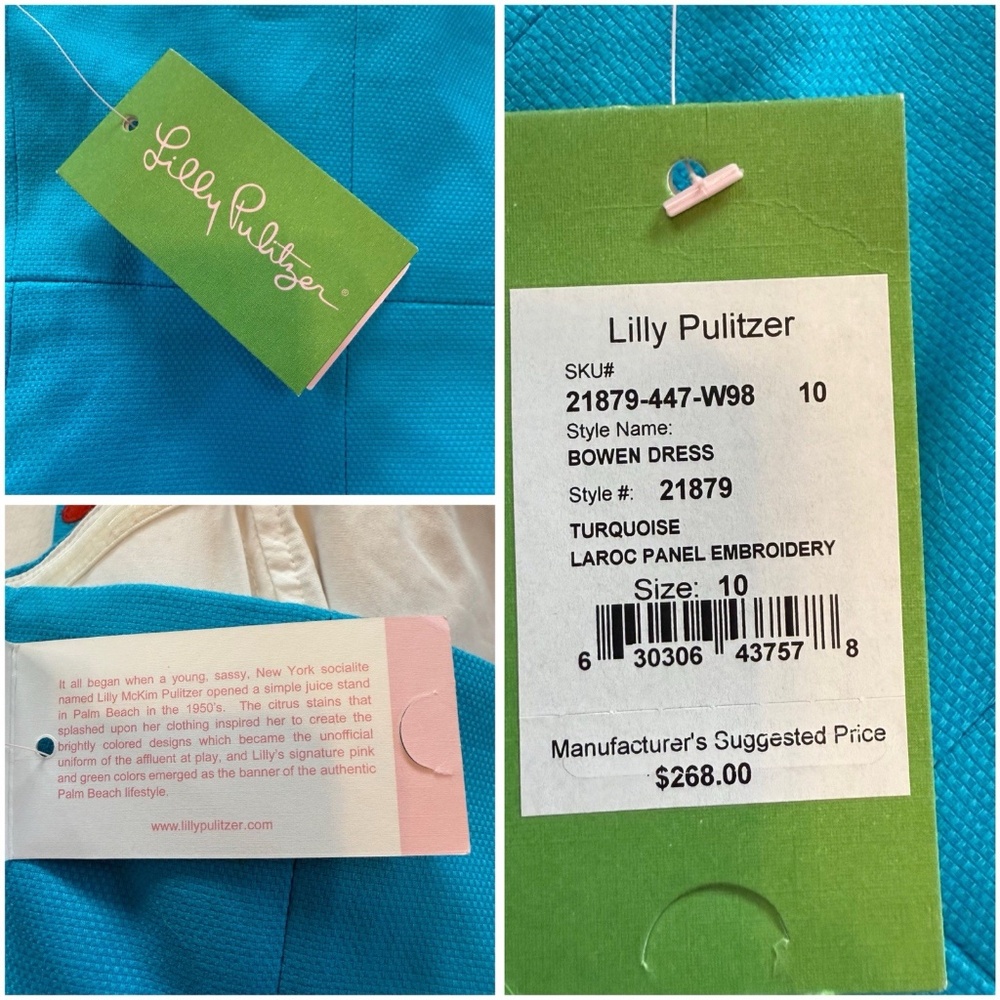 Lilly Pulitzer®
It all began when a young, sassy, New York socialite
named Lilly McKim Pulitzer opened a simple juice stand
in Palm Beach in the 1950's. The citrus stains that
splashed upon her clothing inspired her to create the
brightly colored designs which became the unofficial
uniform of the affluent at play, and Lilly's signature pink
and green colors emerged as the banner of the authentic
Palm Beach lifestyle.
www.lillypulitzer.com
Lilly Pulitzer
SKU#
21879-447-W98 10
Style Name:
BOWEN DRESS
Style #: 21879
TURQUOISE
LAROC PANEL EMBROIDERY
Size: 10
6 30306 43757 8
Manufacturer's Suggested Price
$268.00